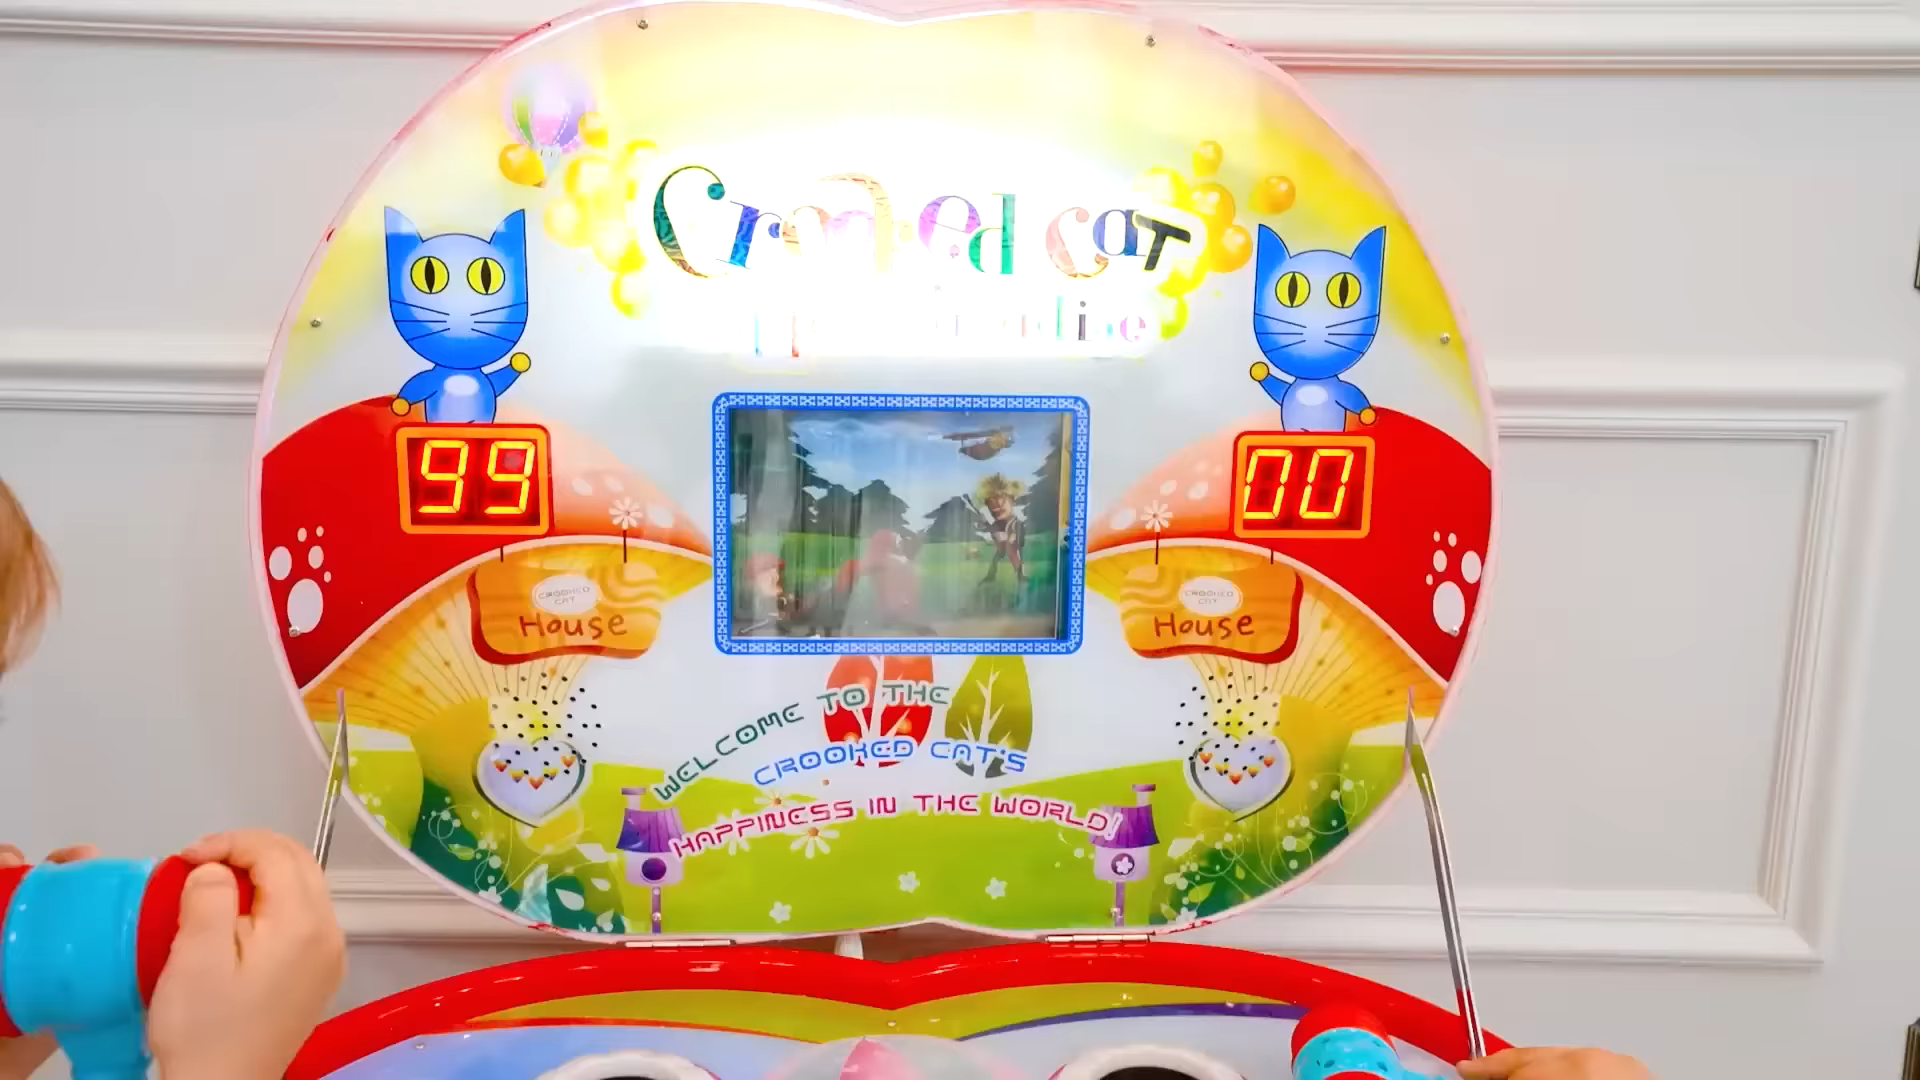 Crooked caT
99
00
CROOKED
CAT
House
CROOKED
CAT
House
WELCOME TO THE
CROOKED CAT'S
HAPPINESS IN THE WORLD!